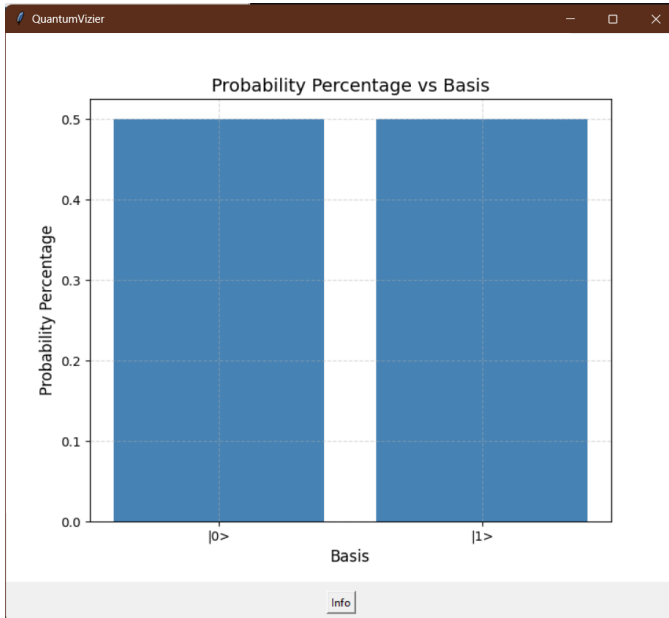 QuantumVizier
Probability Percentage vs Basis
0.5
0.4
0.3
0.2
0.1
0.0
Probability Percentage
|0>
|1>
Basis
Info